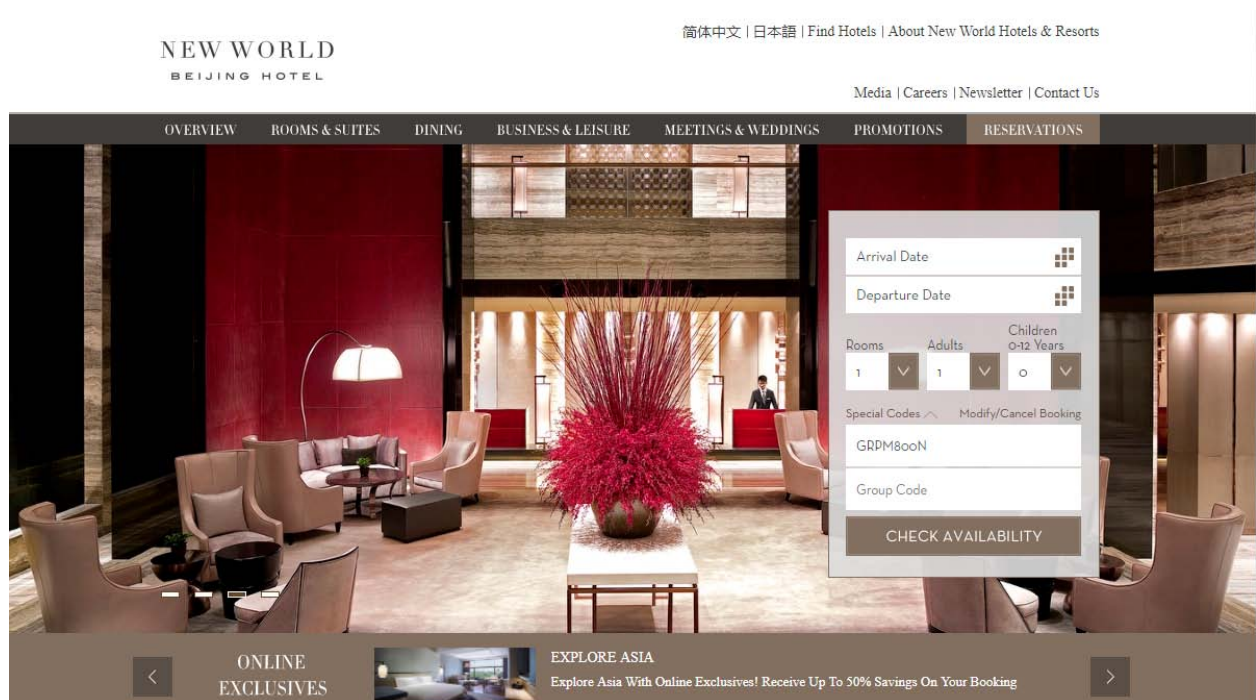 简体中文 | 日本語 | Find Hotels | About New World Hotels & Resorts
NEW WORLD
BEIJING HOTEL
Media | Careers | Newsletter | Contact Us
OVERVIEW ROOMS & SUITES DINING BUSINESS & LEISURE MEETINGS & WEDDINGS PROMOTIONS RESERVATIONS
Arrival Date
Departure Date
Rooms Adults Children
0-12 Years
1 1 0
Special Codes Modify/Cancel Booking
GRPM800N
Group Code
CHECK AVAILABILITY
ONLINE
EXCLUSIVES
EXPLORE ASIA
Explore Asia With Online Exclusives! Receive Up To 50% Savings On Your Booking